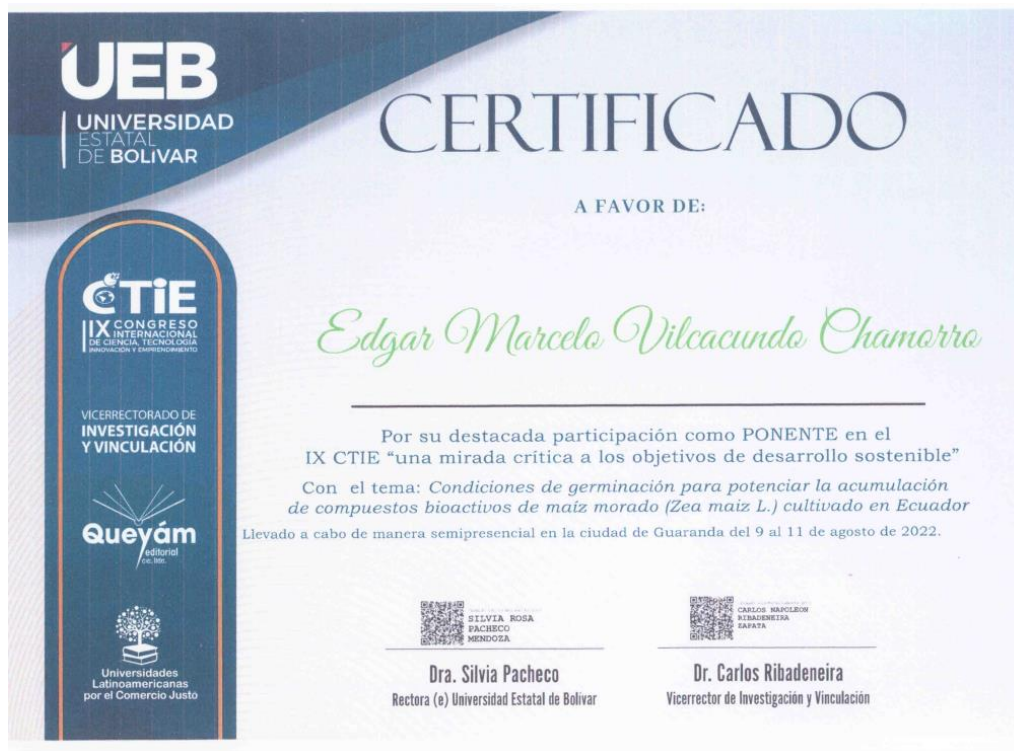 UEB
UNIVERSIDAD
ESTATAL
DE BOLIVAR
CERTIFICADO
A FAVOR DE:
CTiE
IX CONGRESO
INTERNACIONAL
DE CIENCIA, TECNOLOGÍA
INNOVACIÓN Y EMPRENDIMIENTO
Edgar Marcelo Vilcacundo Chamorro
VICERRECTORADO DE
INVESTIGACIÓN
Y VINCULACIÓN
Por su destacada participación como PONENTE en el
IX CTIE “una mirada crítica a los objetivos de desarrollo sostenible”
Con el tema: Condiciones de germinación para potenciar la acumulación
de compuestos bioactivos de maíz morado (Zea maiz L.) cultivado en Ecuador
Llevado a cabo de manera semipresencial en la ciudad de Guaranda del 9 al 11 de agosto de 2022.
Queyám
editorial
Universidades
Latinoamericanas
por el Comercio Justo
SILVIA ROSA
PACHECO
MENDOZA
Dra. Silvia Pacheco
Rectora (e) Universidad Estatal de Bolívar
CARLOS NAPOLEON
RIBADENEIRA
ZAPATA
Dr. Carlos Ribadeneira
Vicerrector de Investigación y Vinculación